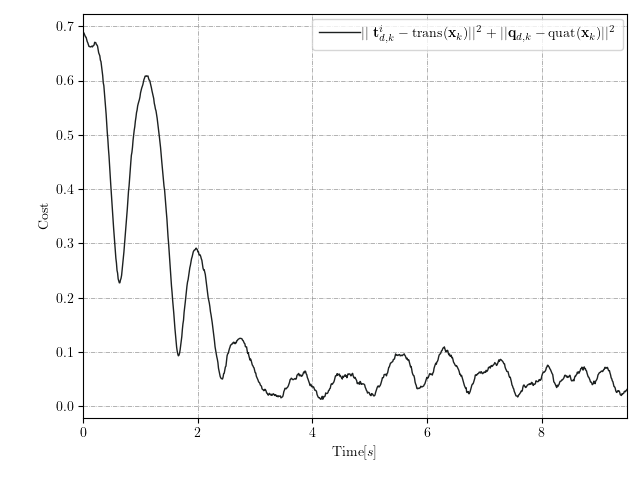 || t^i_{d,k} − trans(x_k)||^2 + ||q_{d,k} − quat(x_k)||^2
0.7
0.6
0.5
0.4
0.3
0.2
0.1
0.0
Cost
0 2 4 6 8
Time[s]